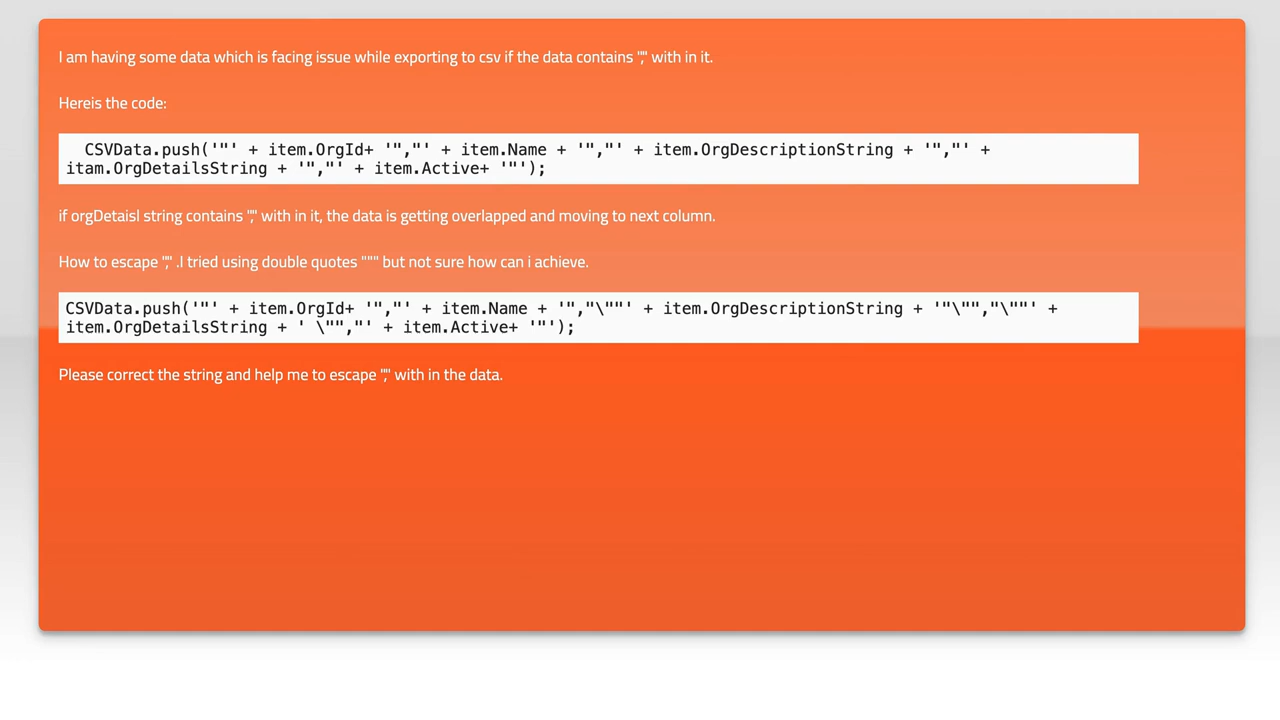 I am having some data which is facing issue while exporting to csv if the data contains "," with in it.
Hereis the code:
CSVData.push('"' + item.OrgId+ '","' + item.Name + '","' + item.OrgDescriptionString + '","' +
itam.OrgDetailsString + '","' + item.Active+ '"');
if orgDetaisl string contains "," with in it, the data is getting overlapped and moving to next column.
How to escape "," .I tried using double quotes """ but not sure how can i achieve.
CSVData.push('"' + item.OrgId+ '","' + item.Name + '","\""' + item.OrgDescriptionString + '"\"","\""' +
item.OrgDetailsString + ' \"","' + item.Active+ '"');
Please correct the string and help me to escape "," with in the data.